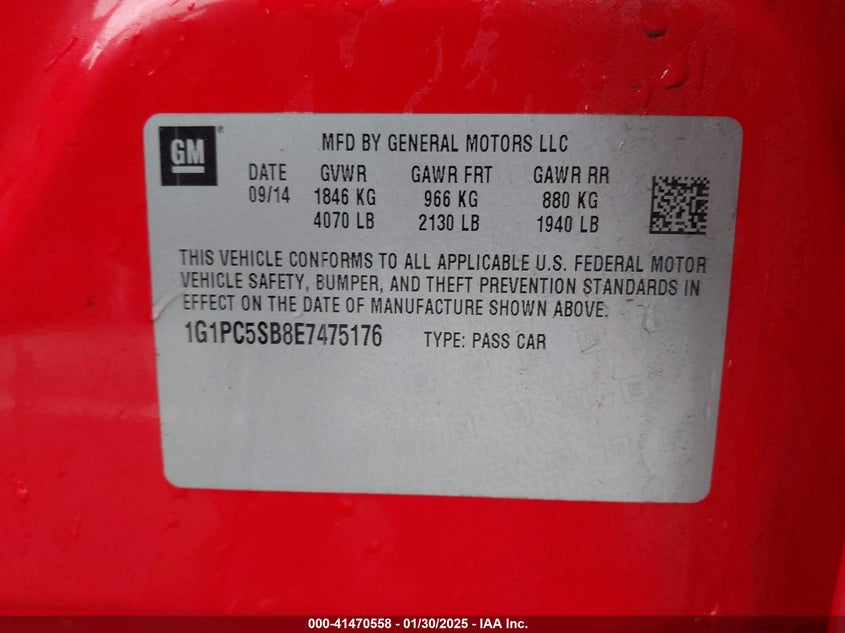 GM
MFD BY GENERAL MOTORS LLC
DATE GVWR GAWR FRT GAWR RR
09/14 1846 KG 966 KG 880 KG
4070 LB 2130 LB 1940 LB
THIS VEHICLE CONFORMS TO ALL APPLICABLE U.S. FEDERAL MOTOR
VEHICLE SAFETY, BUMPER, AND THEFT PREVENTION STANDARDS IN
EFFECT ON THE DATE OF MANUFACTURE SHOWN ABOVE.
1G1PC5SB8E7475176 TYPE: PASS CAR
000-41470558 - 01/30/2025 - IAA Inc.